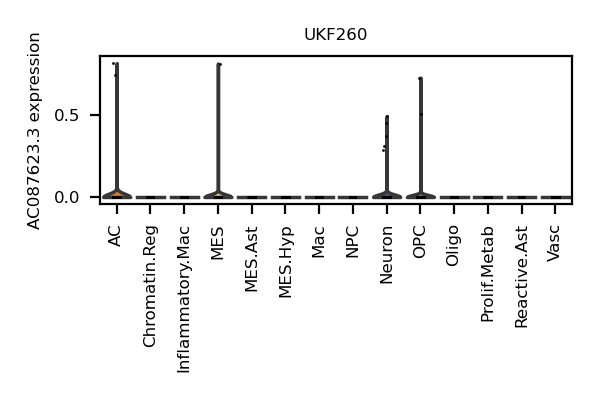 UKF260
AC087623.3 expression
0.5
0.0
AC
Chromatin.Reg
Inflammatory.Mac
MES
MES.Ast
MES.Hyp
Mac
NPC
Neuron
OPC
Oligo
Prolif.Metab
Reactive.Ast
Vasc